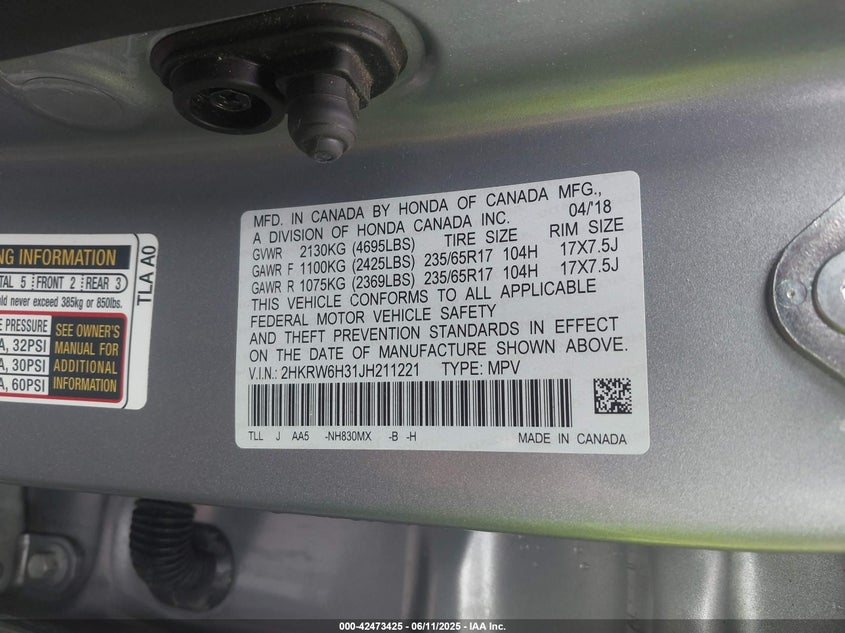 NG INFORMATION
TAL 5 FRONT 2 REAR 3
ld never exceed 385kg or 850lbs.
E PRESSURE
A, 32PSI
A, 30PSI
A, 60PSI
SEE OWNER'S
MANUAL FOR
ADDITIONAL
INFORMATION
TLA A0
MFD. IN CANADA BY HONDA OF CANADA MFG.,
A DIVISION OF HONDA CANADA INC. 04/'18
GVWR 2130KG (4695LBS) TIRE SIZE RIM SIZE
GAWR F 1100KG (2425LBS) 235/65R17 104H 17X7.5J
GAWR R 1075KG (2369LBS) 235/65R17 104H 17X7.5J
THIS VEHICLE CONFORMS TO ALL APPLICABLE
FEDERAL MOTOR VEHICLE SAFETY
AND THEFT PREVENTION STANDARDS IN EFFECT
ON THE DATE OF MANUFACTURE SHOWN ABOVE.
V.I.N.: 2HKRW6H31JH211221 TYPE: MPV
TLL J AA5 -NH830MX -B -H MADE IN CANADA
000-42473425 - 06/11/2025 - IAA Inc.